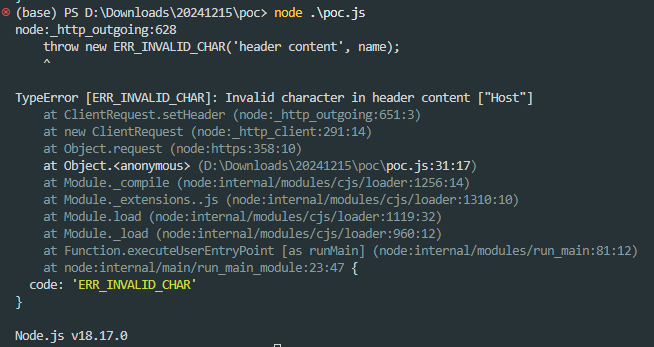 (base) PS D:\Downloads\20241215\poc> node .\poc.js
node:_http_outgoing:628
    throw new ERR_INVALID_CHAR('header content', name);
    ^

TypeError [ERR_INVALID_CHAR]: Invalid character in header content ["Host"]
    at ClientRequest.setHeader (node:_http_outgoing:651:3)
    at new ClientRequest (node:_http_client:291:14)
    at Object.request (node:https:358:10)
    at Object.<anonymous> (D:\Downloads\20241215\poc\poc.js:31:17)
    at Module._compile (node:internal/modules/cjs/loader:1256:14)
    at Module._extensions..js (node:internal/modules/cjs/loader:1310:10)
    at Module.load (node:internal/modules/cjs/loader:1119:32)
    at Module._load (node:internal/modules/cjs/loader:960:12)
    at Function.executeUserEntryPoint [as runMain] (node:internal/modules/run_main:81:12)
    at node:internal/main/run_main_module:23:47 {
  code: 'ERR_INVALID_CHAR'
}

Node.js v18.17.0